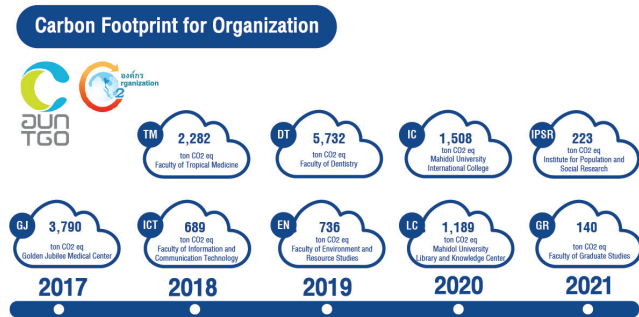 Carbon Footprint for Organization
อบก
TGO
องค์กร
rganization
2
TM
2,282
ton CO2 eq
Faculty of Tropical Medicine
DT
5,732
ton CO2 eq
Faculty of Dentistry
IC
1,508
ton CO2 eq
Mahidol University
International College
IPSR
223
ton CO2 eq
Institute for Population and
Social Research
GJ
3,790
ton CO2 eq
Golden Jubilee Medical Center
ICT
689
ton CO2 eq
Faculty of Information and
Communication Technology
EN
736
ton CO2 eq
Faculty of Environment and
Resource Studies
LC
1,189
ton CO2 eq
Mahidol University
Library and Knowledge Center
GR
140
ton CO2 eq
Faculty of Graduate Studies
2017
2018
2019
2020
2021